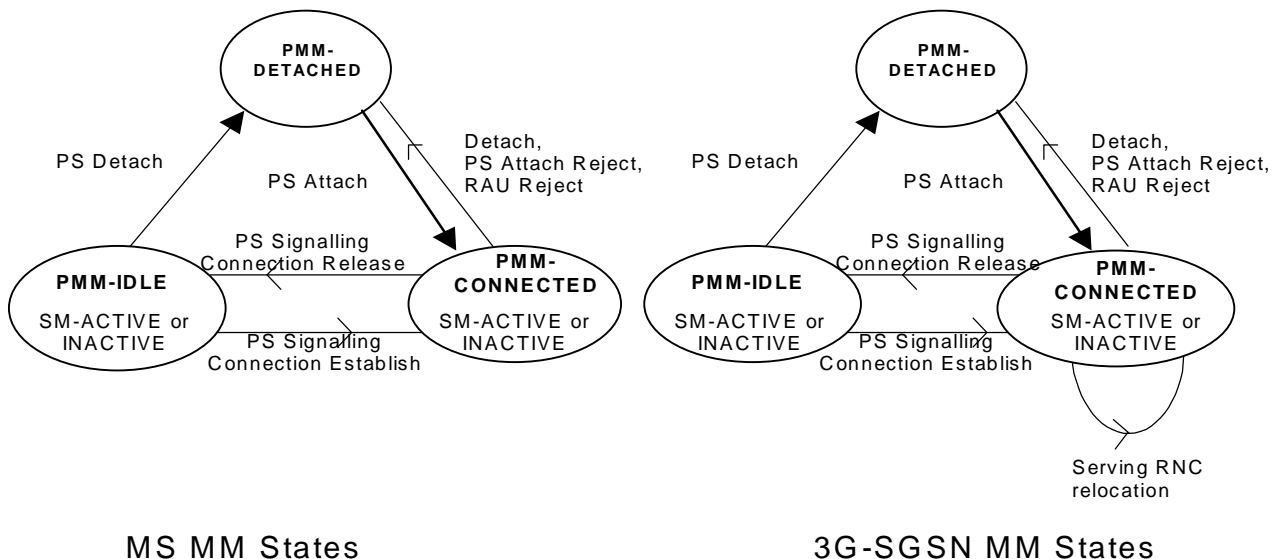 PMM-
DETACHED
PS Detach
PS Attach
Detach,
PS Attach Reject,
RAU Reject
PS Signalling
Connection Release
PMM-IDLE
SM-ACTIVE or
INACTIVE
PMM-
CONNECTED
SM-ACTIVE or
INACTIVE
PS Signalling
Connection Establish
MS MM States
PMM-
DETACHED
PS Detach
PS Attach
Detach,
PS Attach Reject,
RAU Reject
PS Signalling
Connection Release
PMM-IDLE
SM-ACTIVE or
INACTIVE
PMM-
CONNECTED
SM-ACTIVE or
INACTIVE
PS Signalling
Connection Establish
Serving RNC
relocation
3G-SGSN MM States